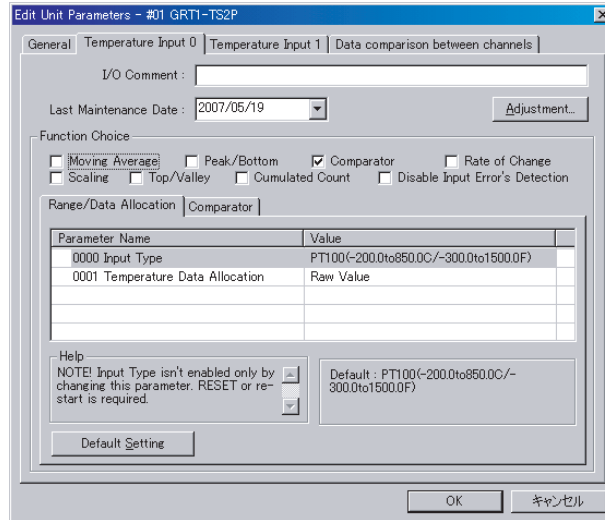 Edit Unit Parameters - #01 GRT1-TS2P
General Temperature Input 0 Temperature Input 1 Data comparison between channels
I/O Comment :
Last Maintenance Date : 2007/05/19 Adjustment...
Function Choice
Moving Average Peak/Bottom Comparator Rate of Change
Scaling Top/Valley Cumulated Count Disable Input Error's Detection
Range/Data Allocation Comparator
Parameter Name Value
0000 Input Type PT100(-200.0to850.0C/-300.0to1500.0F)
0001 Temperature Data Allocation Raw Value
Help
NOTE! Input Type isn't enabled only by
changing this parameter. RESET or re-
start is required.
Default : PT100(-200.0to850.0C/-
300.0to1500.0F)
Default Setting
OK キャンセル